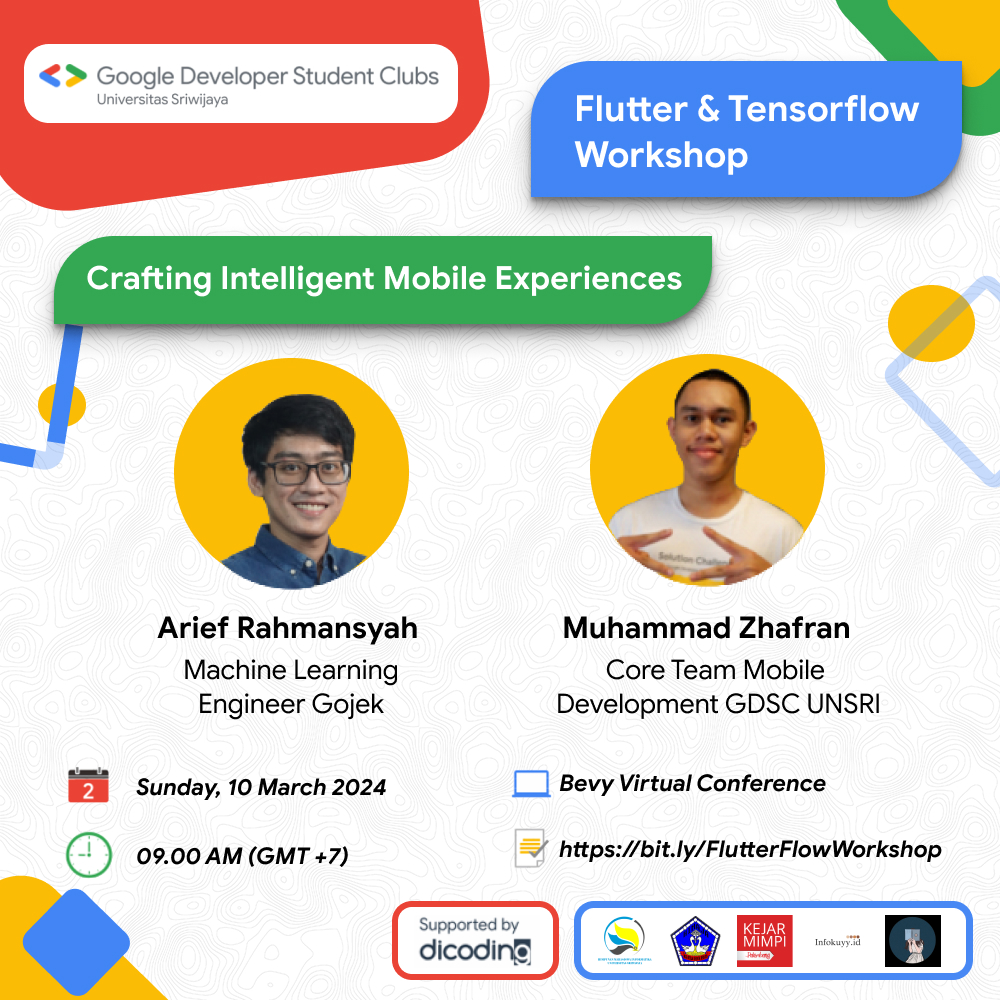 Google Developer Student Clubs
Universitas Sriwijaya
Flutter & Tensorflow
Workshop
Crafting Intelligent Mobile Experiences
Arief Rahmansyah
Machine Learning
Engineer Gojek
Muhammad Zhafran
Core Team Mobile
Development GDSC UNSRI
2
Sunday, 10 March 2024
Bevy Virtual Conference
09.00 AM (GMT +7)
https://bit.ly/FlutterFlowWorkshop
Supported by
dicoding
KEJAR
MIMPI
Palembang
Infokuyy.id